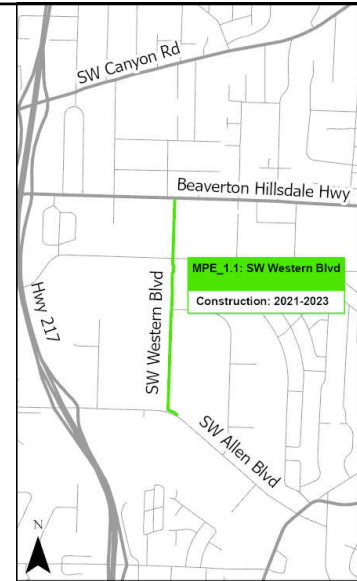 SW Canyon Rd
Beaverton Hillsdale Hwy
MPE_1.1: SW Western Blvd
Construction: 2021-2023
Hwy 217
SW Western Blvd
SW Allen Blvd
N